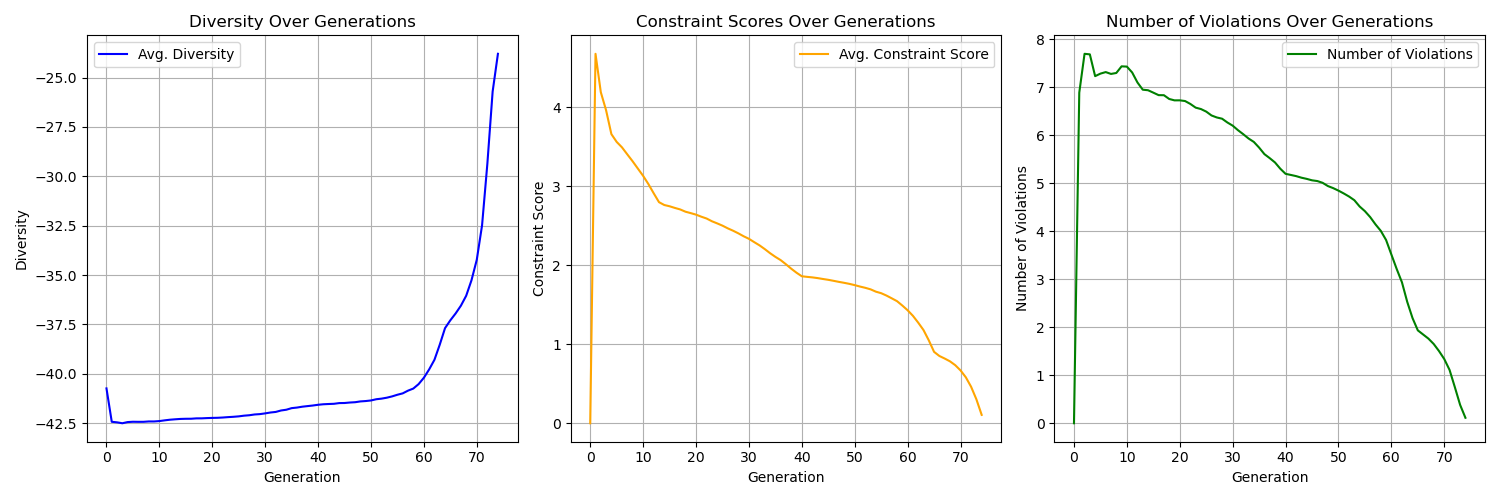 Diversity Over Generations
Avg. Diversity
−25.0
−27.5
−30.0
−32.5
−35.0
−37.5
−40.0
−42.5
Diversity
0 10 20 30 40 50 60 70
Generation
Constraint Scores Over Generations
Avg. Constraint Score
4
3
2
1
0
Constraint Score
0 10 20 30 40 50 60 70
Generation
Number of Violations Over Generations
Number of Violations
8
7
6
5
4
3
2
1
0
Number of Violations
0 10 20 30 40 50 60 70
Generation